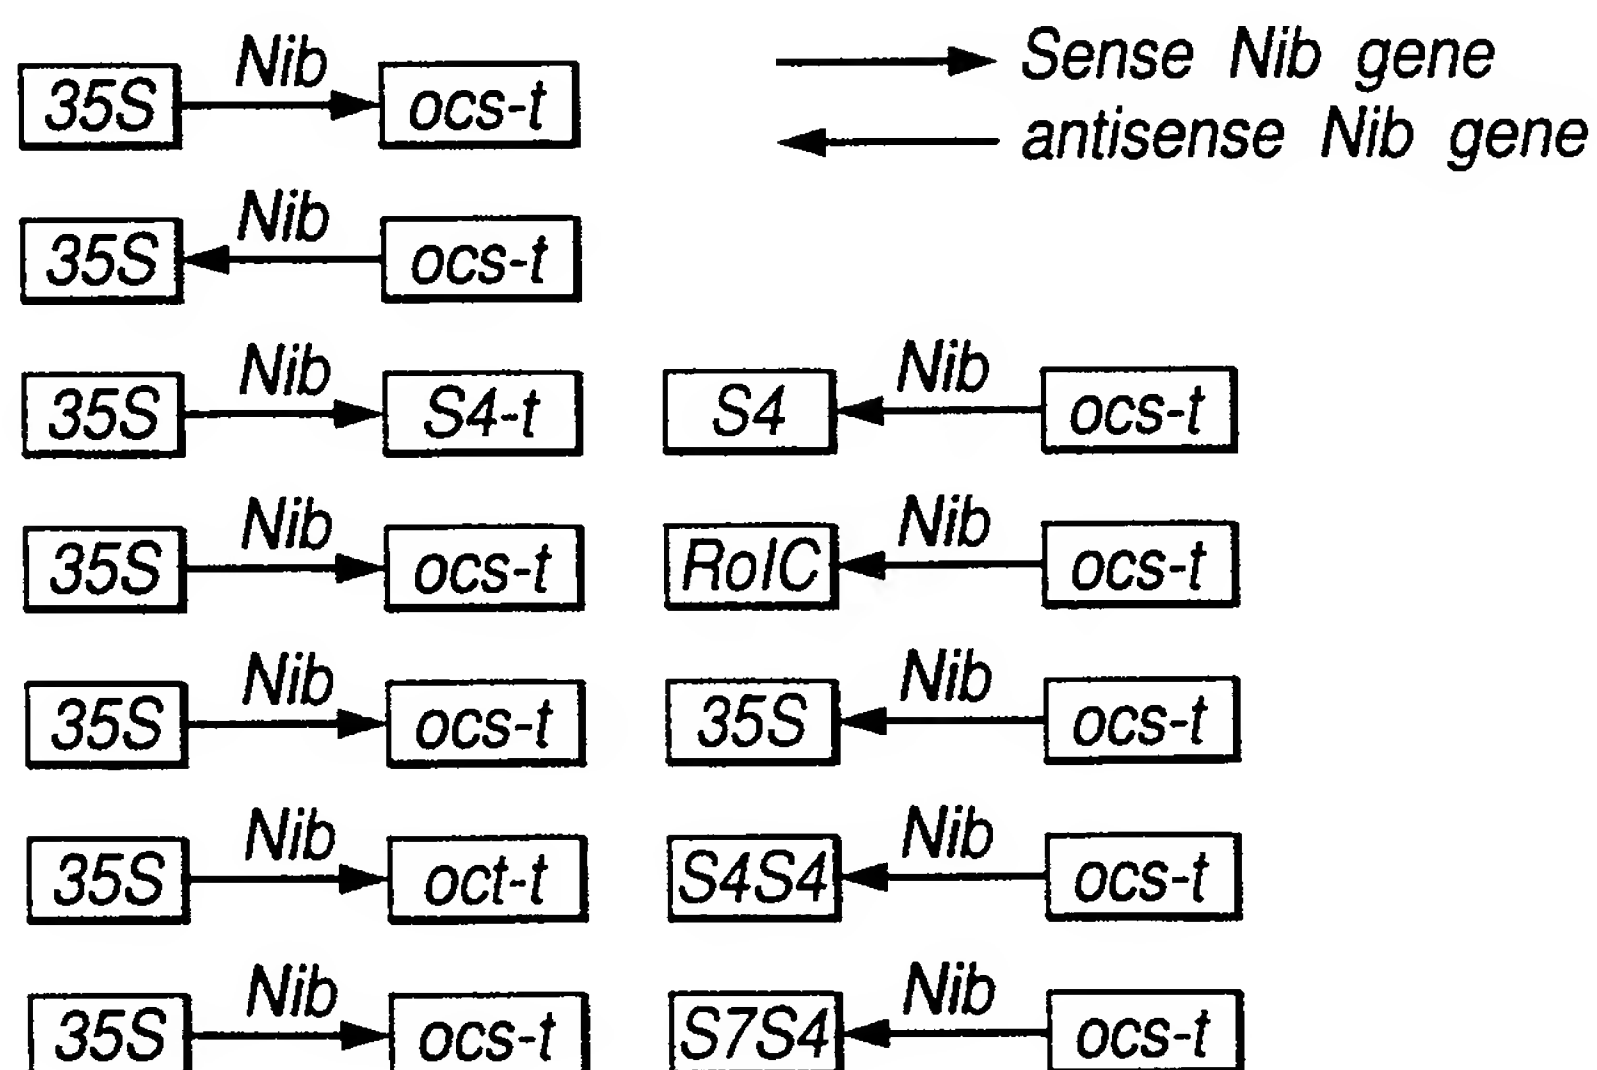 Nib
35S ocs-t
Sense Nib gene
antisense Nib gene
Nib
35S ocs-t
Nib Nib
35S S4-t S4 ocs-t
Nib Nib
35S ocs-t RolC ocs-t
Nib Nib
35S ocs-t 35S ocs-t
Nib Nib
35S oct-t S4S4 ocs-t
Nib Nib
35S ocs-t S7S4 ocs-t